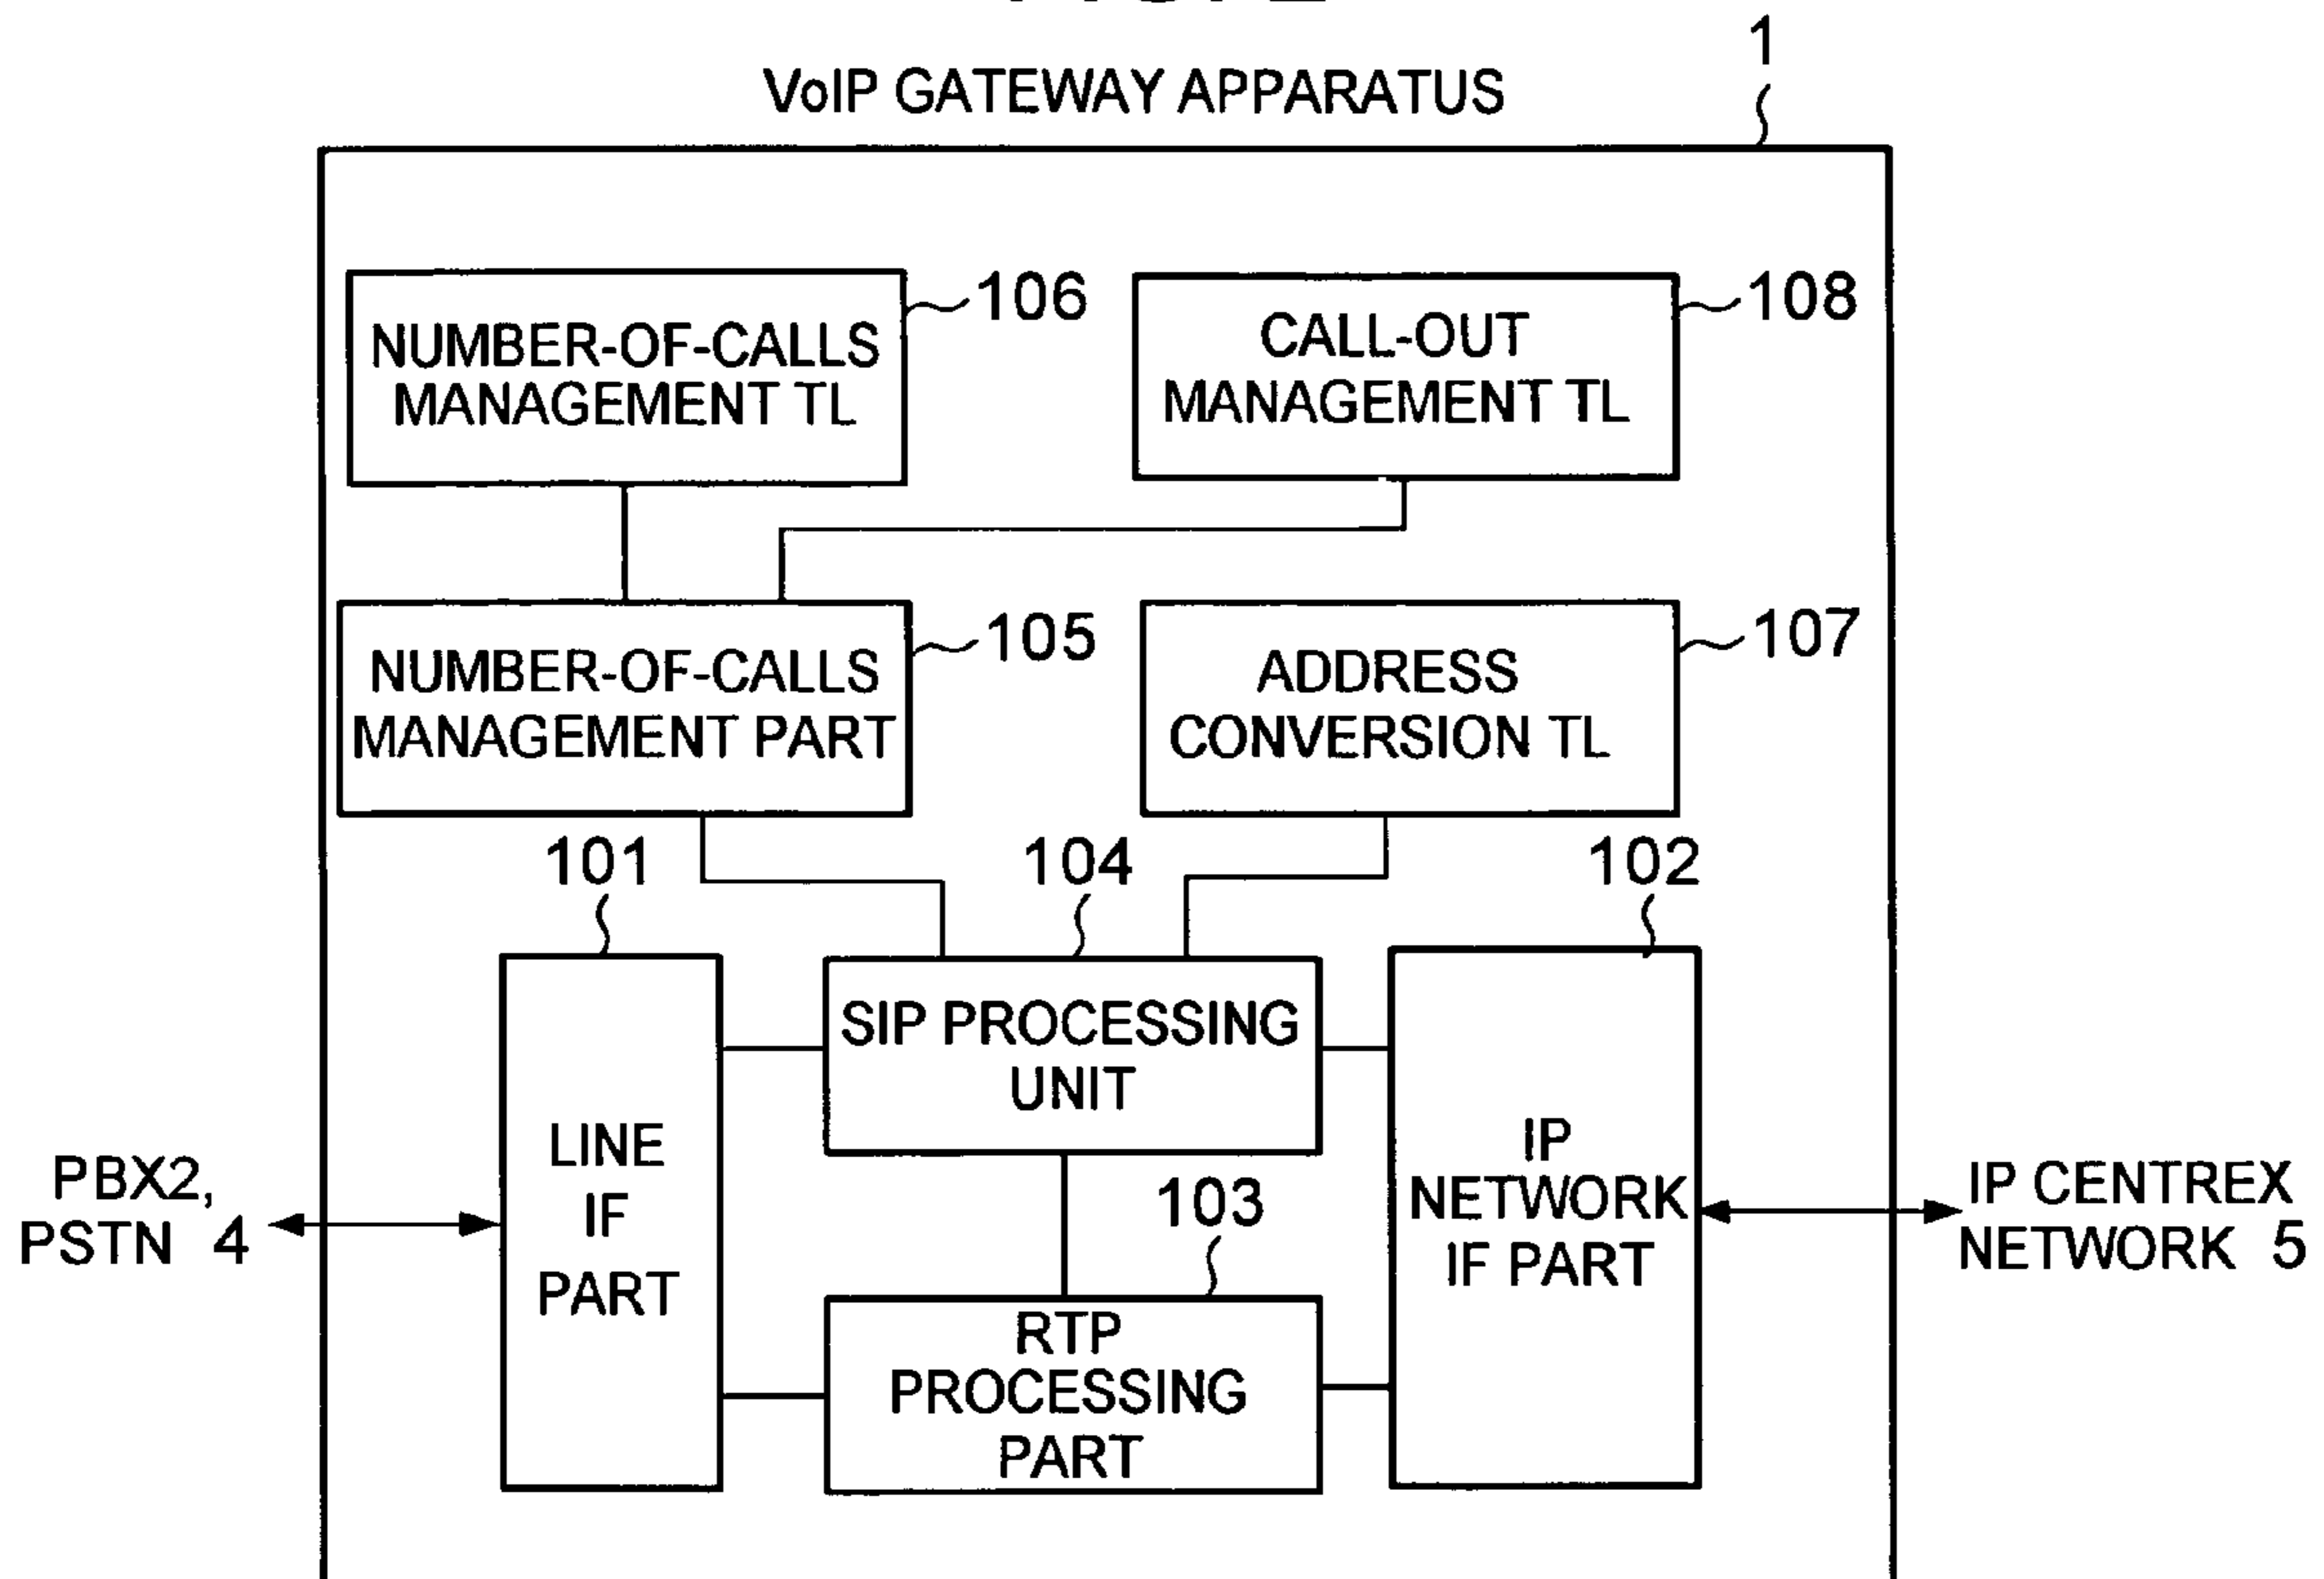 1
VoIP GATEWAY APPARATUS
106
108
NUMBER-OF-CALLS
MANAGEMENT TL
CALL-OUT
MANAGEMENT TL
105
107
NUMBER-OF-CALLS
MANAGEMENT PART
ADDRESS
CONVERSION TL
101
104
102
SIP PROCESSING
UNIT
LINE
IF
PART
IP
NETWORK
IF PART
PBX2,
PSTN 4
103
IP CENTREX
NETWORK 5
RTP
PROCESSING
PART